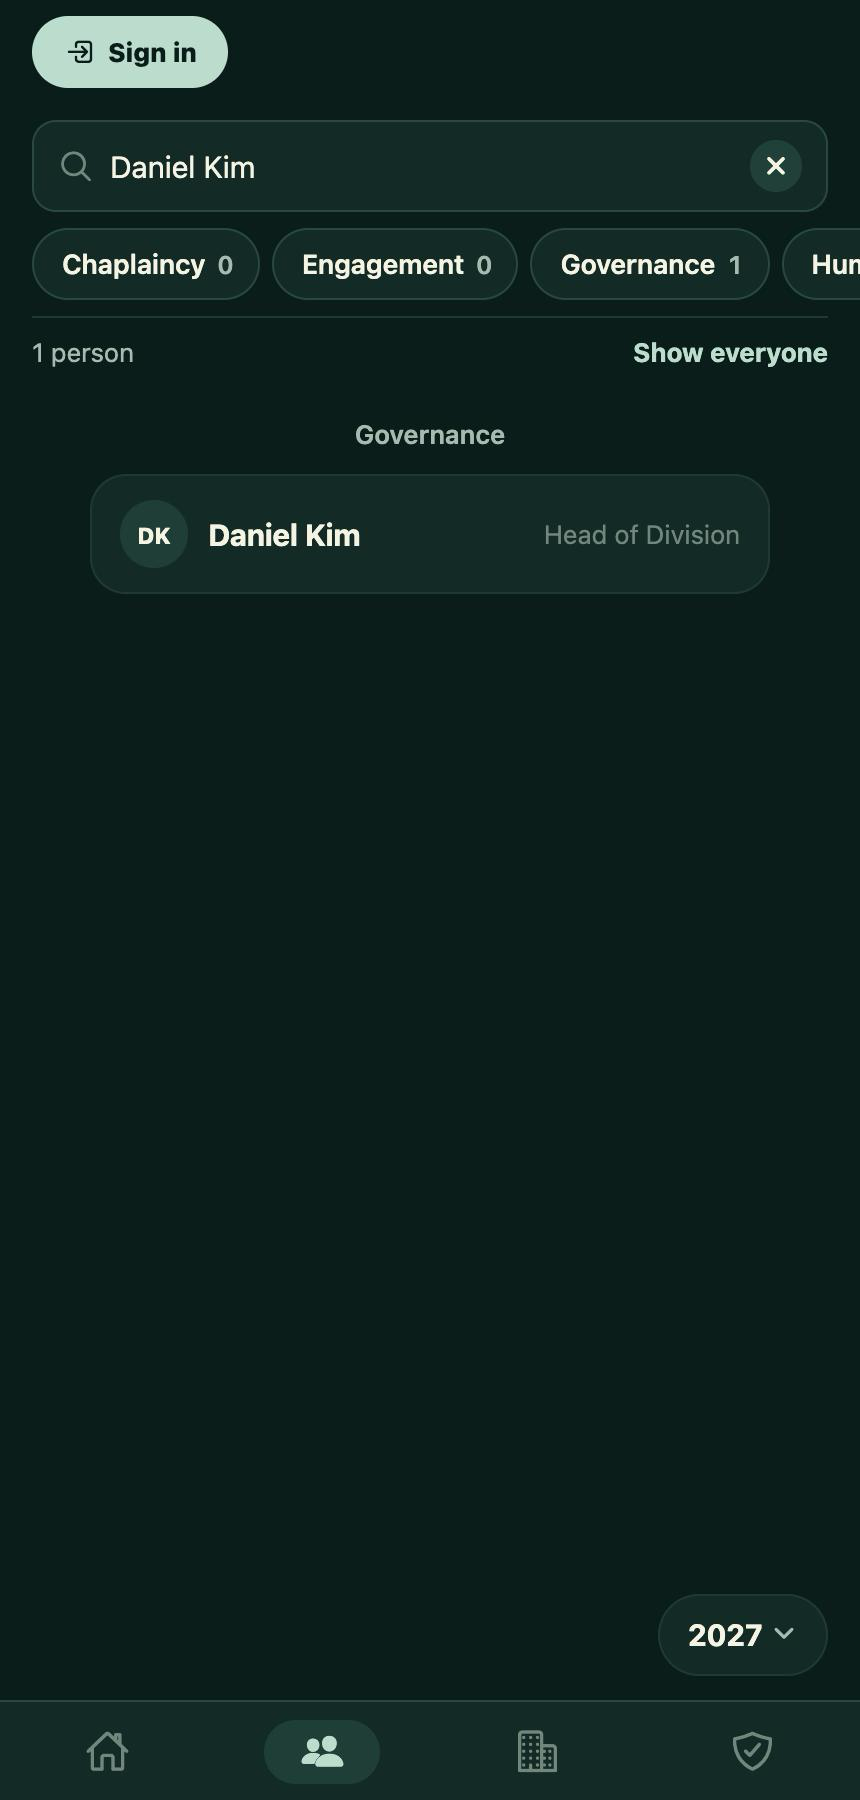 Sign in
Daniel Kim
Chaplaincy 0 Engagement 0 Governance 1
1 person Show everyone
Governance
DK Daniel Kim Head of Division
2027